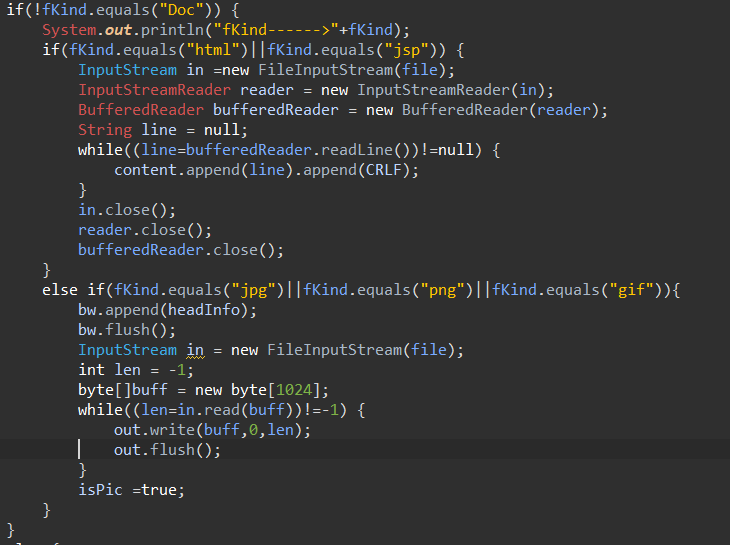 if(!fKind.equals("Doc")) {
System.out.println("fKind------>"+fKind);
if(fKind.equals("html")||fKind.equals("jsp")) {
InputStream in =new FileInputStream(file);
InputStreamReader reader = new InputStreamReader(in);
BufferedReader bufferedReader = new BufferedReader(reader);
String line = null;
while((line=bufferedReader.readLine())!=null) {
content.append(line).append(CRLF);
}
in.close();
reader.close();
bufferedReader.close();
}
else if(fKind.equals("jpg")||fKind.equals("png")||fKind.equals("gif")){
bw.append(headInfo);
bw.flush();
InputStream in = new FileInputStream(file);
int len = -1;
byte[]buff = new byte[1024];
while((len=in.read(buff))!=-1) {
out.write(buff,0,len);
out.flush();
}
isPic =true;
}
}